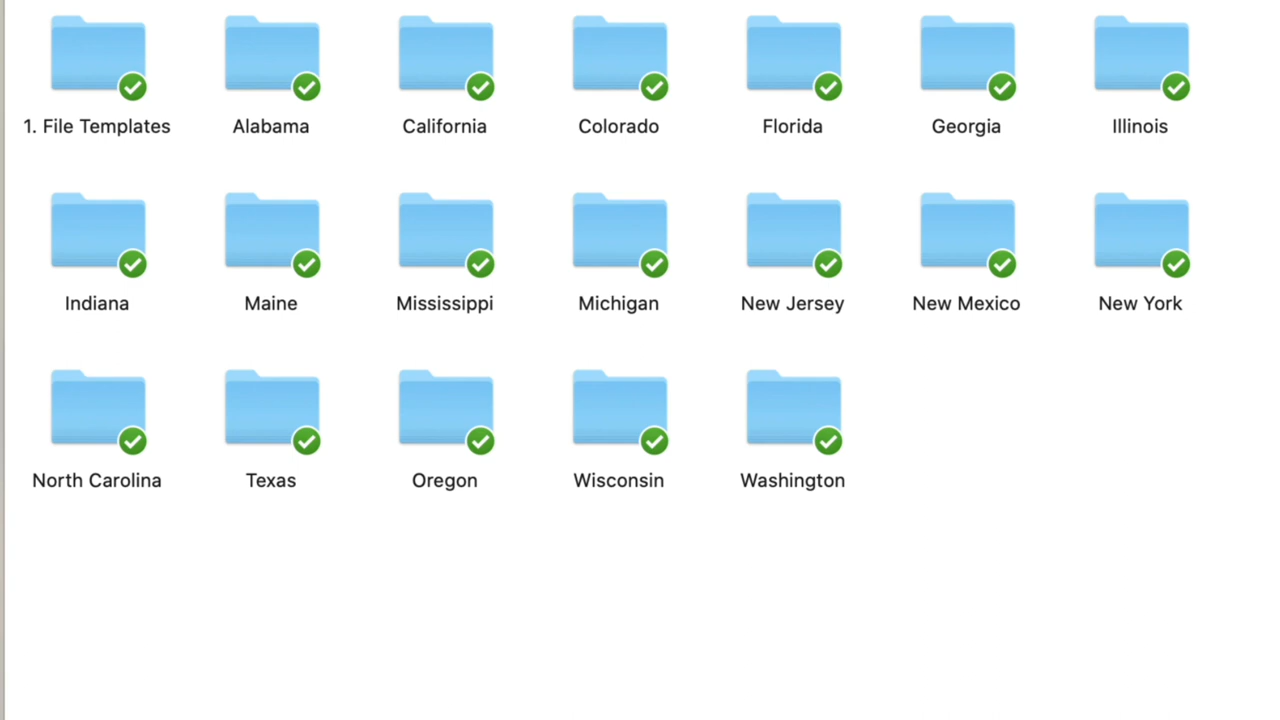 1. File Templates
Alabama
California
Colorado
Florida
Georgia
Illinois
Indiana
Maine
Mississippi
Michigan
New Jersey
New Mexico
New York
North Carolina
Texas
Oregon
Wisconsin
Washington